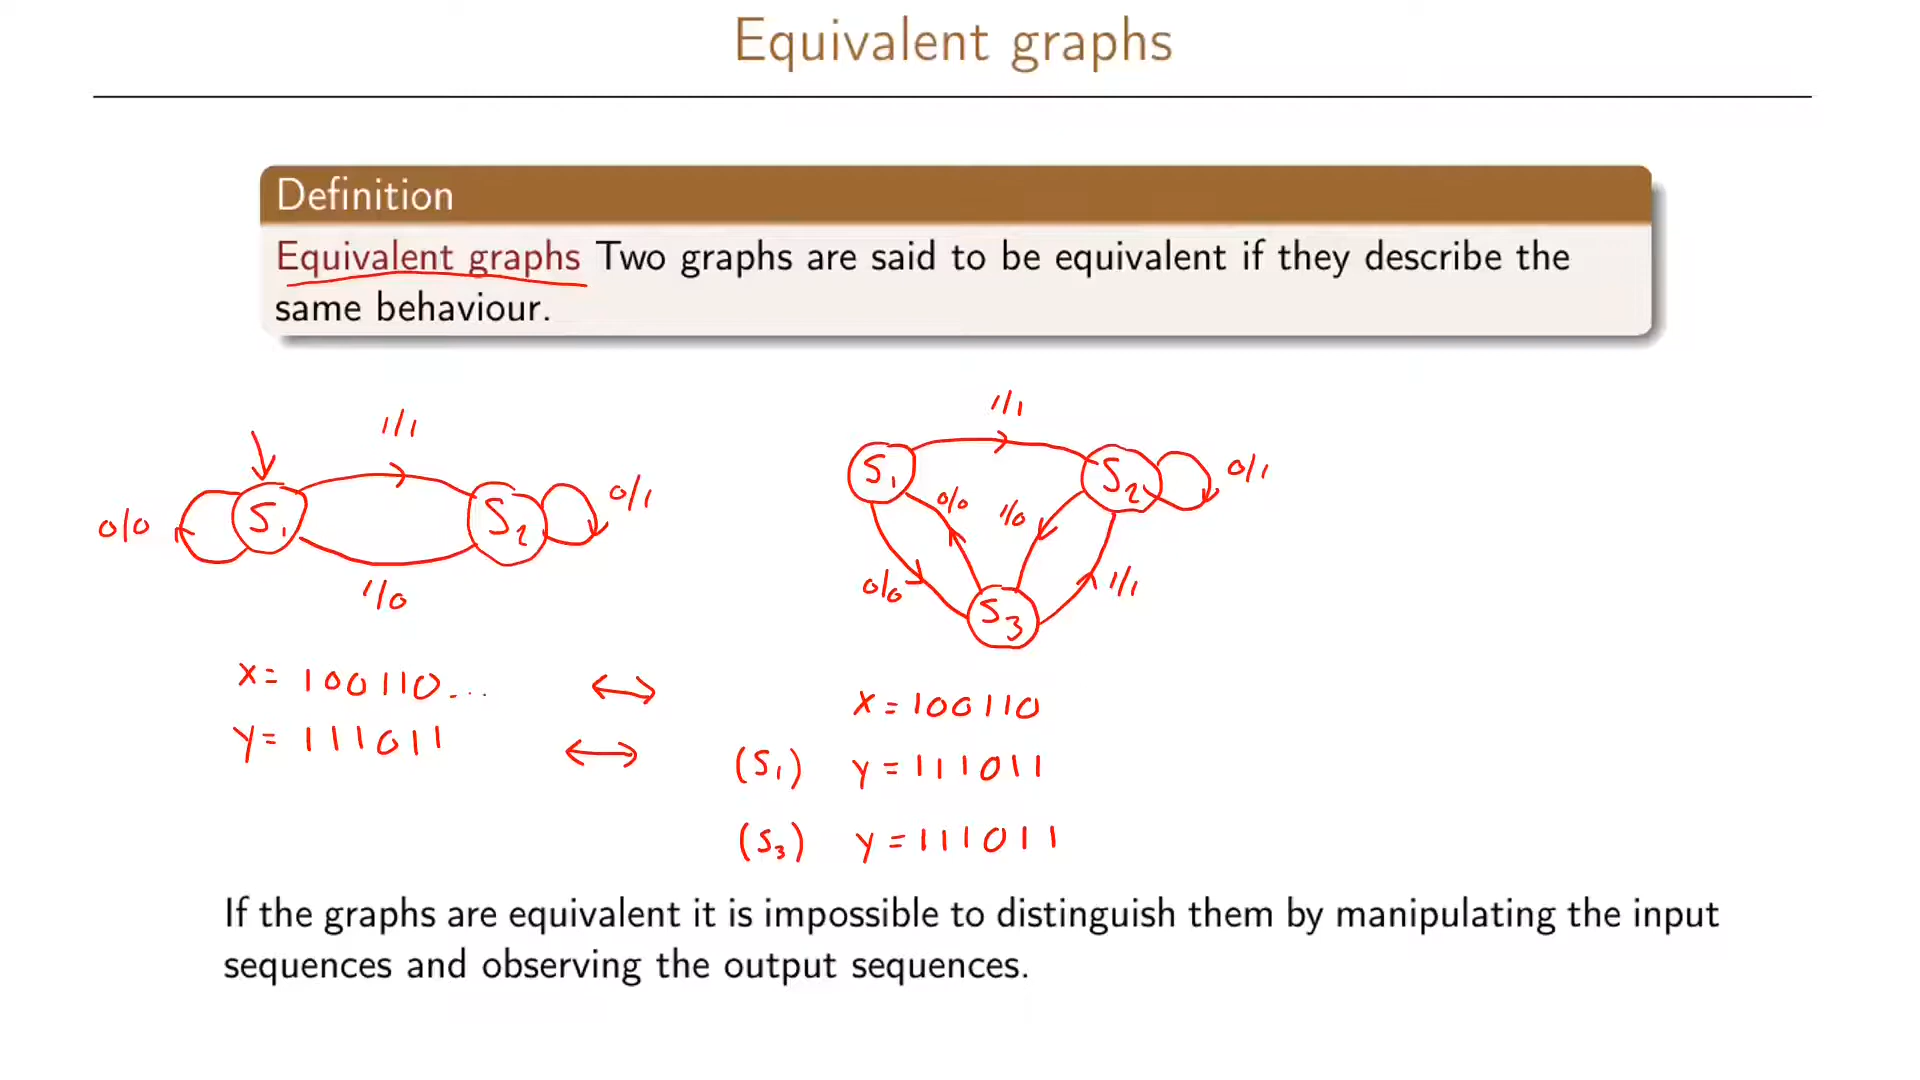 Equivalent graphs
Definition
Equivalent graphs Two graphs are said to be equivalent if they describe the
same behaviour.
1/1
0/0
S1
S2
0/1
1/0
1/1
S1
S2
0/1
0/0
1/0
0/0
S3
1/1
X= 100110...
Y= 111011
X = 100110
(S1) Y = 111011
(S3) Y = 111011
If the graphs are equivalent it is impossible to distinguish them by manipulating the input
sequences and observing the output sequences.